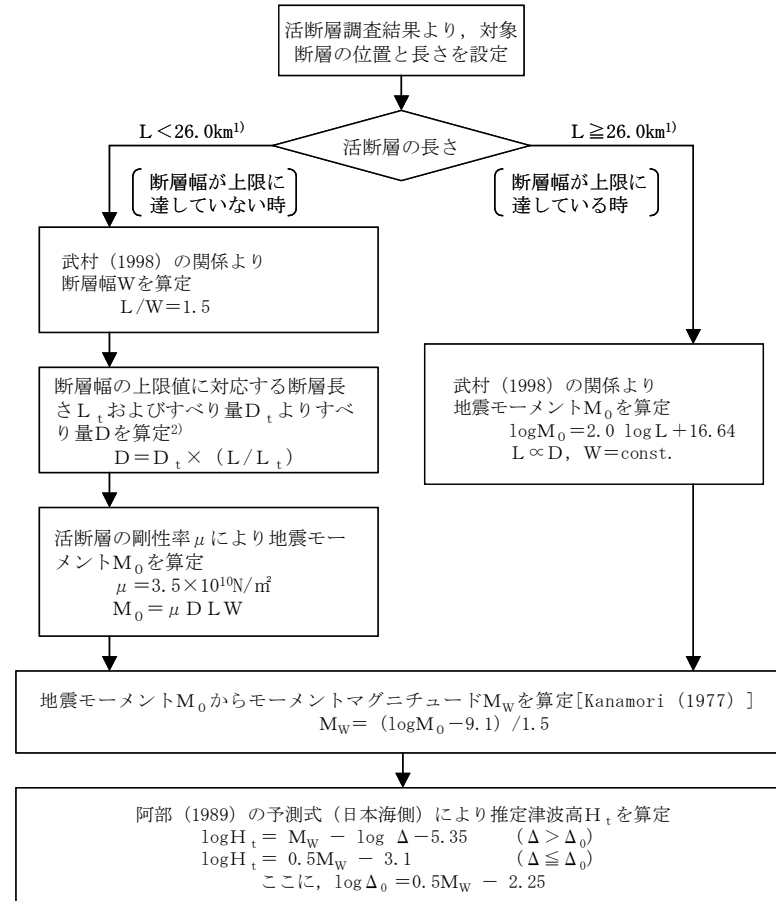 活断層調査結果より，対象
断層の位置と長さを設定
L＜26.0km1)
L≧26.0km1)
活断層の長さ
断層幅が上限に
達していない時
断層幅が上限に
達している時
武村（1998）の関係より
断層幅Wを算定
L/W＝1.5
断層幅の上限値に対応する断層長
さLtおよびすべり量Dtよりすべ
り量Dを算定2)
D＝Dt×（L/Lt）
武村（1998）の関係より
地震モーメントM0を算定
logM0＝2.0 logL＋16.64
L∝D，W＝const.
活断層の剛性率μにより地震モー
メントM0を算定
μ＝3.5×10^10N/㎡
M0＝μDLW
地震モーメントM0からモーメントマグニチュードMWを算定[Kanamori（1977）]
MW＝（logM0－9.1）/1.5
阿部（1989）の予測式（日本海側）により推定津波高Htを算定
logHt＝ MW － log Δ－5.35 （Δ＞Δ0）
logHt＝ 0.5MW － 3.1 （Δ≦Δ0）
ここに，logΔ0＝0.5MW － 2.25